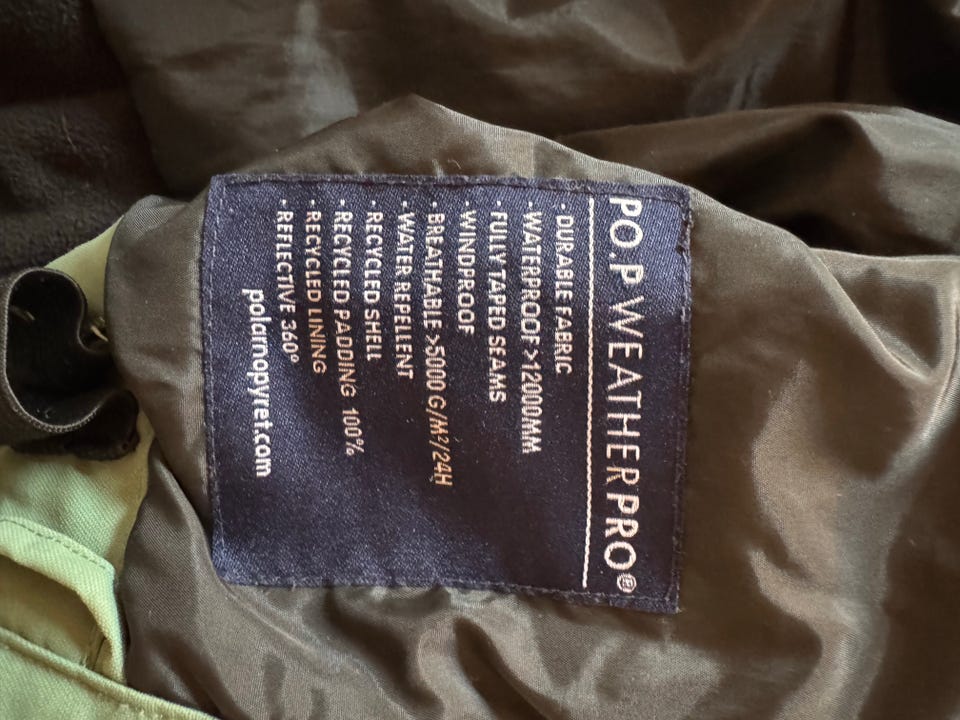 PO.P WEATHERPRO®
· DURABLE FABRIC
· WATERPROOF >12000MM
· FULLY TAPED SEAMS
· WINDPROOF
· BREATHABLE >5000 G/M²/24H
· WATER REPELLENT
· RECYCLED SHELL
· RECYCLED PADDING 100%
· RECYCLED LINING
· REFLECTIVE 360°
polarnopyret.com